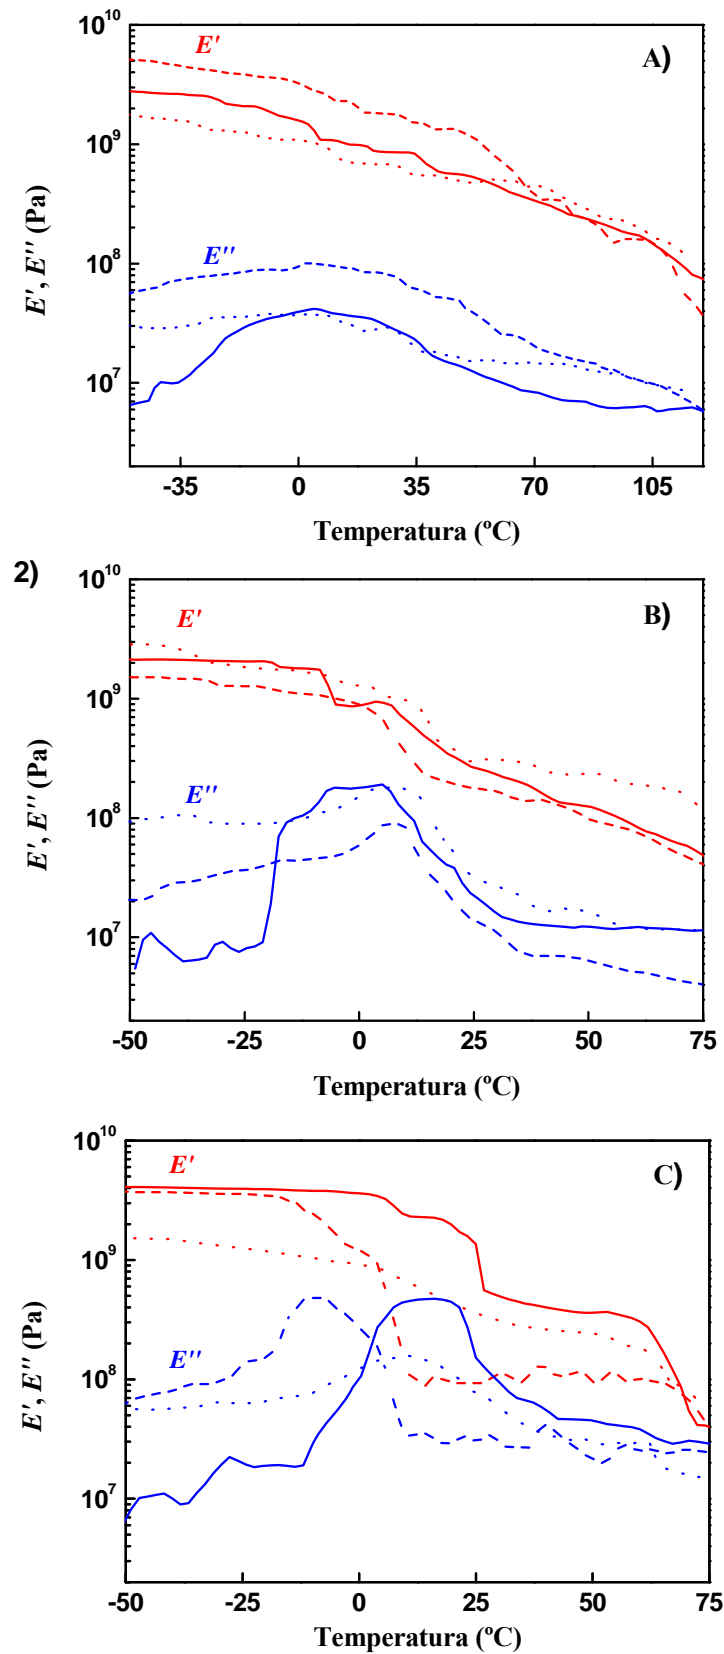 10^10
E'
A)
10^9
E', E'' (Pa)
E''
10^8
10^7
-35 0 35 70 105
Temperatura (ºC)
2)
10^10
E'
B)
10^9
E', E'' (Pa)
E''
10^8
10^7
-50 -25 0 25 50 75
Temperatura (ºC)
10^10
E'
C)
10^9
E', E'' (Pa)
E''
10^8
10^7
-50 -25 0 25 50 75
Temperatura (ºC)